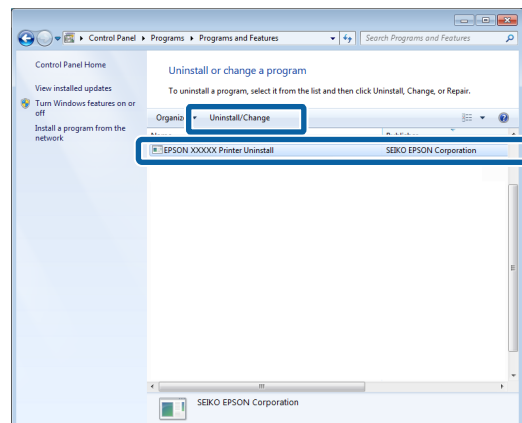 Control Panel ▸ Programs ▸ Programs and Features
Search Programs and Features
Control Panel Home
View installed updates
Turn Windows features on or
off
Install a program from the
network
Uninstall or change a program
To uninstall a program, select it from the list and then click Uninstall, Change, or Repair.
Organize Uninstall/Change
EPSON XXXXX Printer Uninstall SEIKO EPSON Corporation
SEIKO EPSON Corporation